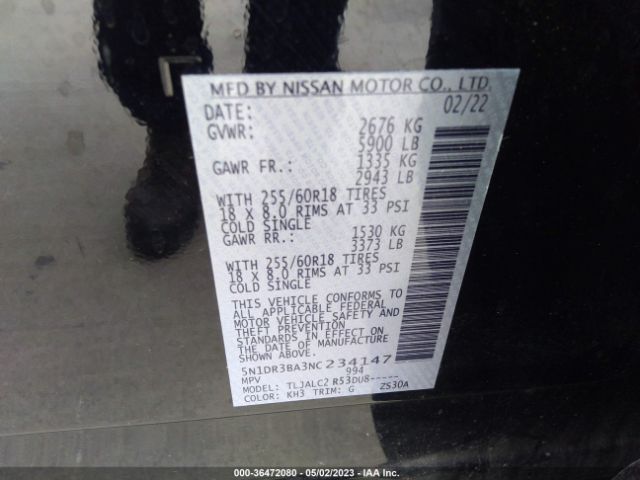 MFD BY NISSAN MOTOR CO., LTD.
DATE: 02/22
GVWR: 2676 KG
5900 LB
GAWR FR.: 1335 KG
2943 LB
WITH 255/60R18 TIRES
18 X 8.0 RIMS AT 33 PSI
COLD SINGLE
GAWR RR.: 1530 KG
3373 LB
WITH 255/60R18 TIRES
18 X 8.0 RIMS AT 33 PSI
COLD SINGLE
THIS VEHICLE CONFORMS TO
ALL APPLICABLE FEDERAL
MOTOR VEHICLE SAFETY AND
THEFT PREVENTION
STANDARDS IN EFFECT ON
THE DATE OF MANUFACTURE
SHOWN ABOVE.
5N1DR3BA3NC234147
MPV 994
MODEL: TLJALC2 R53DU8-----
COLOR: KH3 TRIM: G ZS30A
000-36472080 - 05/02/2023 - IAA Inc.